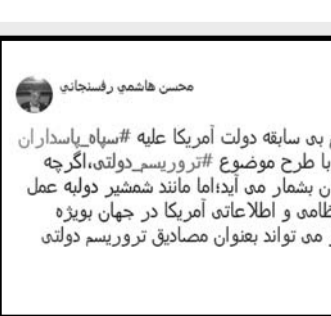 محسن هاشمي رفسنجاني
بی سابقه دولت آمریکا علیه #سپاه_پاسداران
با طرح موضوع #تروریسم_دولتی،اگرچه
بشمار می آید؛اما مانند شمشیر دولبه عمل
و اطلاعاتی آمریکا در جهان بویژه
می تواند بعنوان مصادیق تروریسم دولتی